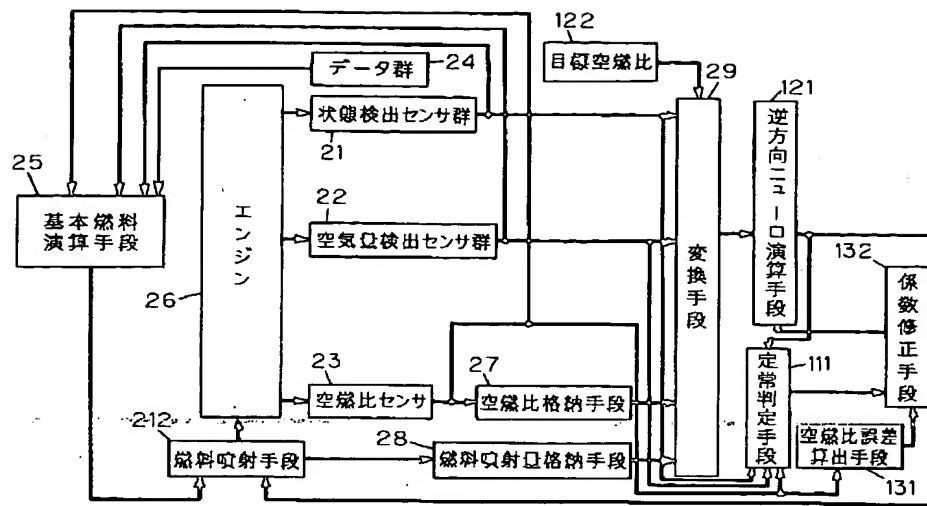 122
目標空燃比
29
121
データ群
24
状態検出センサ群
21
逆方向ニューロ演算手段
25
基本燃料
演算手段
エンジン
22
空気量検出センサ群
変換手段
132
係数修正手段
26
23
空燃比センサ
27
空燃比格納手段
定常判定手段
111
212
燃料噴射手段
28
燃料噴射量格納手段
空燃比誤差
算出手段
131